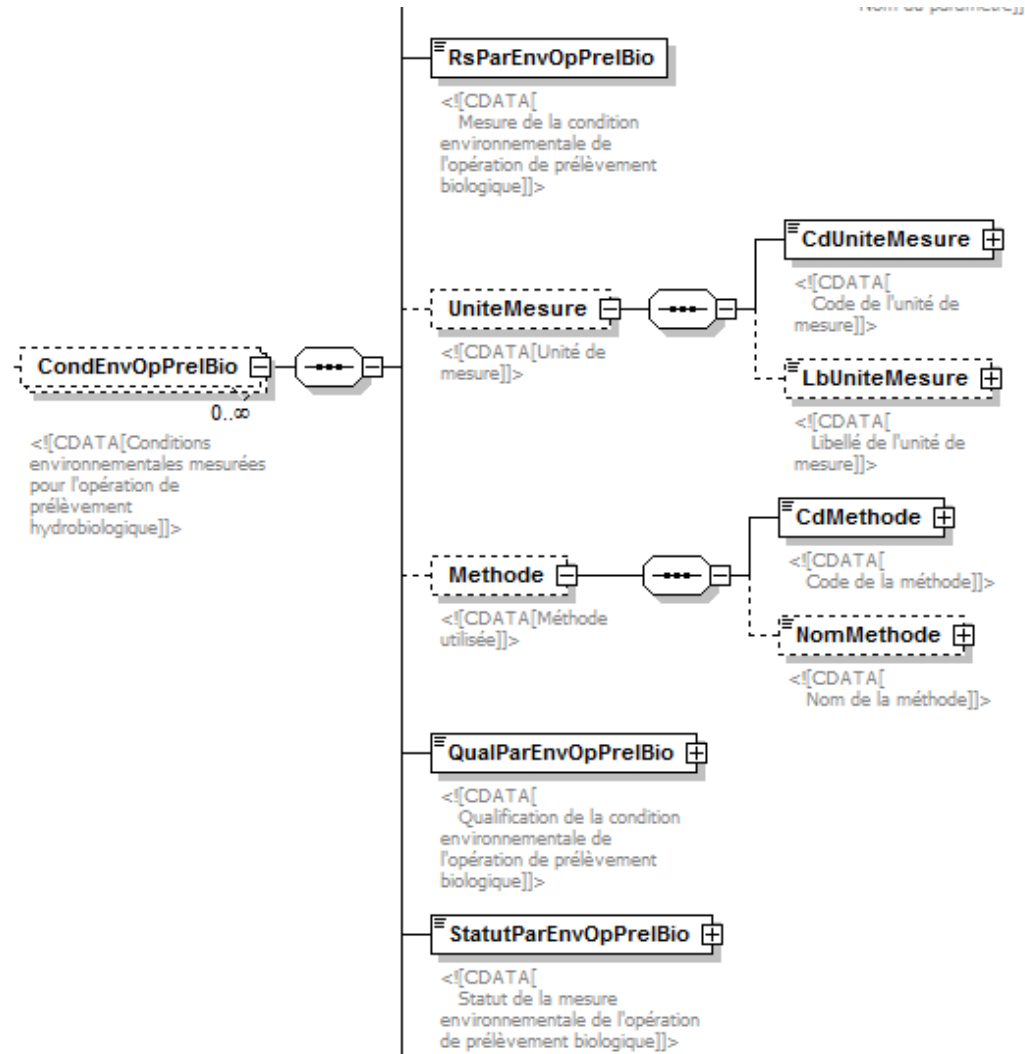 RsParEnvOpPrelBio
<![CDATA[
Mesure de la condition
environnementale de
l'opération de prélèvement
biologique]]>
CdUniteMesure
<![CDATA[
Code de l'unité de
mesure]]>
UniteMesure
<![CDATA[Unité de
mesure]]>
LbUniteMesure
<![CDATA[
Libellé de l'unité de
mesure]]>
CondEnvOpPrelBio
0..∞
<![CDATA[Conditions
environnementales mesurées
pour l'opération de
prélèvement
hydrobiologique]]>
CdMethode
<![CDATA[
Code de la méthode]]>
Methode
<![CDATA[Méthode
utilisée]]>
NomMethode
<![CDATA[
Nom de la méthode]]>
QualParEnvOpPrelBio
<![CDATA[
Qualification de la condition
environnementale de
l'opération de prélèvement
biologique]]>
StatutParEnvOpPrelBio
<![CDATA[
Statut de la mesure
environnementale de l'opération
de prélèvement biologique]]>